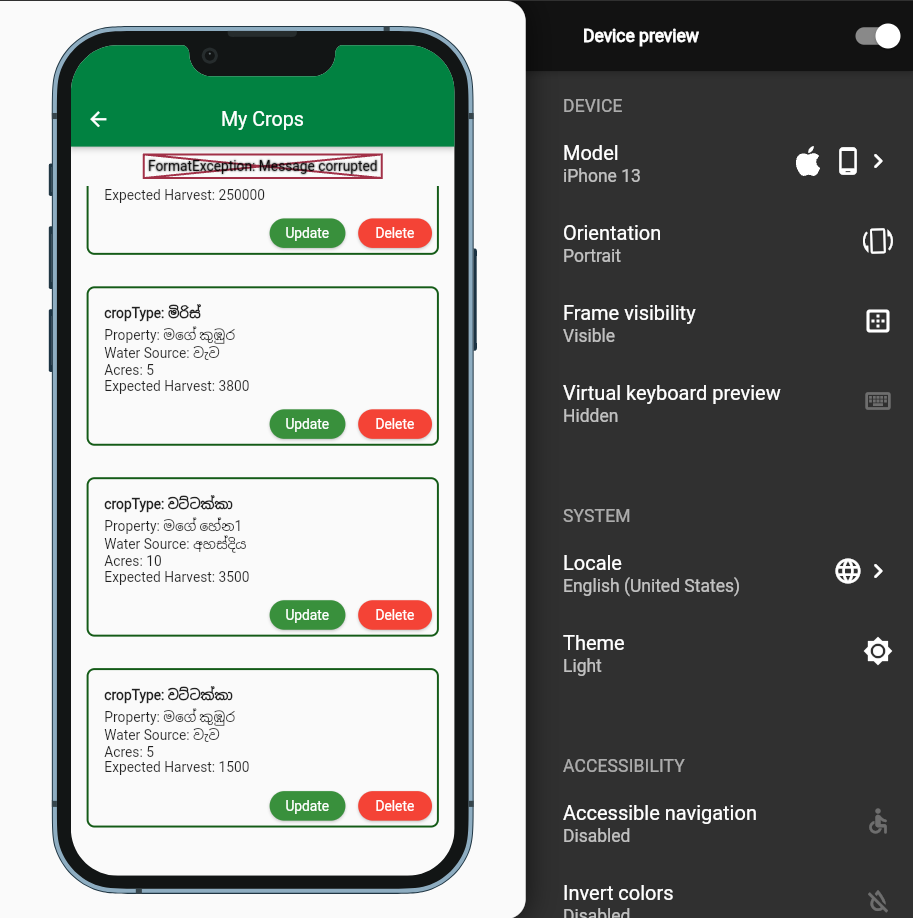 Device preview
My Crops
FormatException: Message corrupted
Expected Harvest: 250000
Update Delete
cropType: මිරිස්
Property: මගේ කුඹුර
Water Source: වැව
Acres: 5
Expected Harvest: 3800
Update Delete
cropType: වට්ටක්කා
Property: මගේ හේන1
Water Source: අහස්දිය
Acres: 10
Expected Harvest: 3500
Update Delete
cropType: වට්ටක්කා
Property: මගේ කුඹුර
Water Source: වැව
Acres: 5
Expected Harvest: 1500
Update Delete
DEVICE
Model
iPhone 13
Orientation
Portrait
Frame visibility
Visible
Virtual keyboard preview
Hidden
SYSTEM
Locale
English (United States)
Theme
Light
ACCESSIBILITY
Accessible navigation
Disabled
Invert colors
Disabled